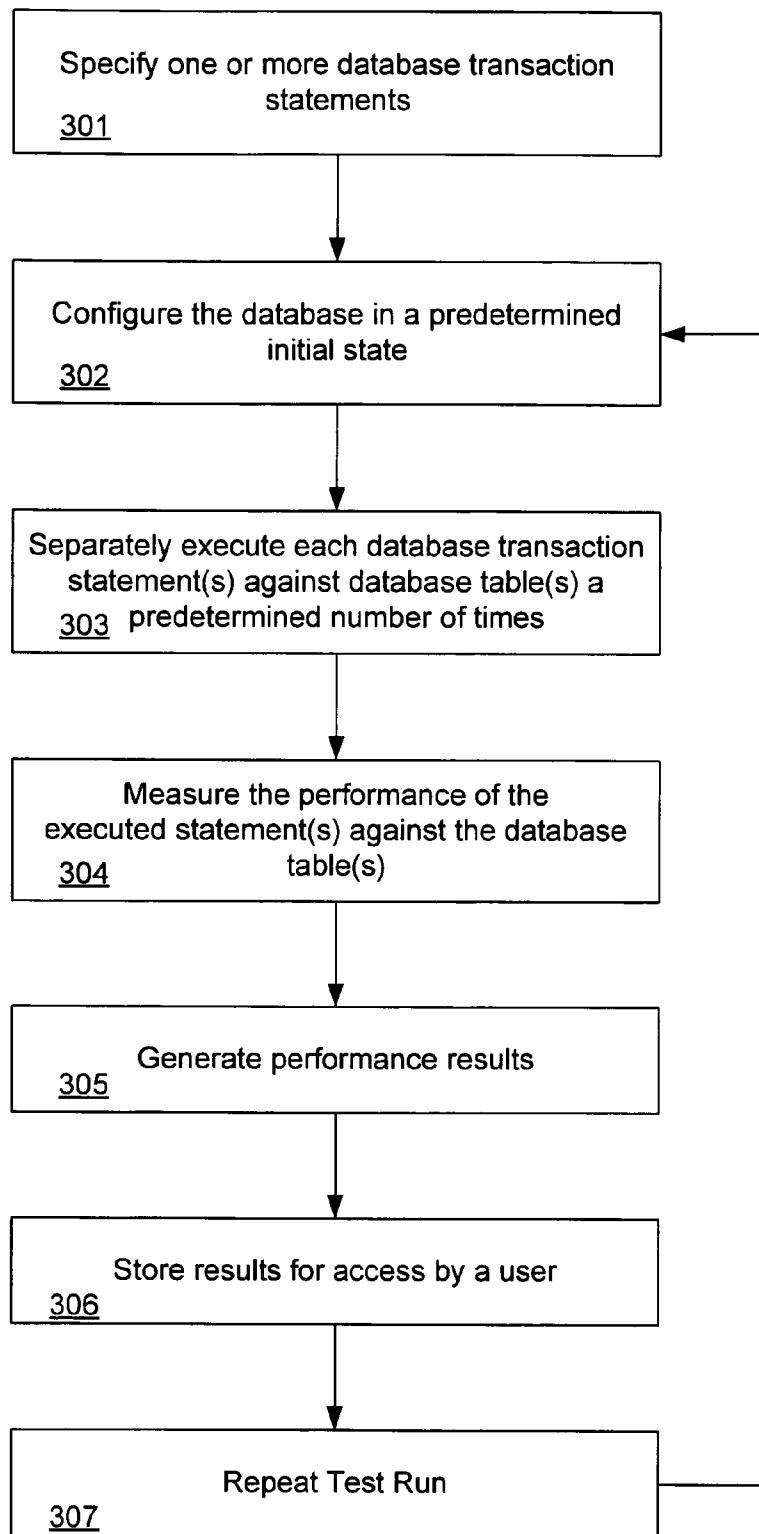 Specify one or more database transaction
statements
301
Configure the database in a predetermined
initial state
302
Separately execute each database transaction
statement(s) against database table(s) a
predetermined number of times
303
Measure the performance of the
executed statement(s) against the database
table(s)
304
Generate performance results
305
Store results for access by a user
306
Repeat Test Run
307